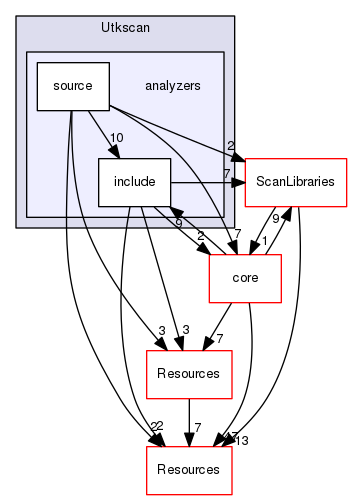 Utkscan
source
analyzers
10
2
include
7
ScanLibraries
9
2
7
1
9
core
3
3
7
Resources
7
2
2
13
Resources